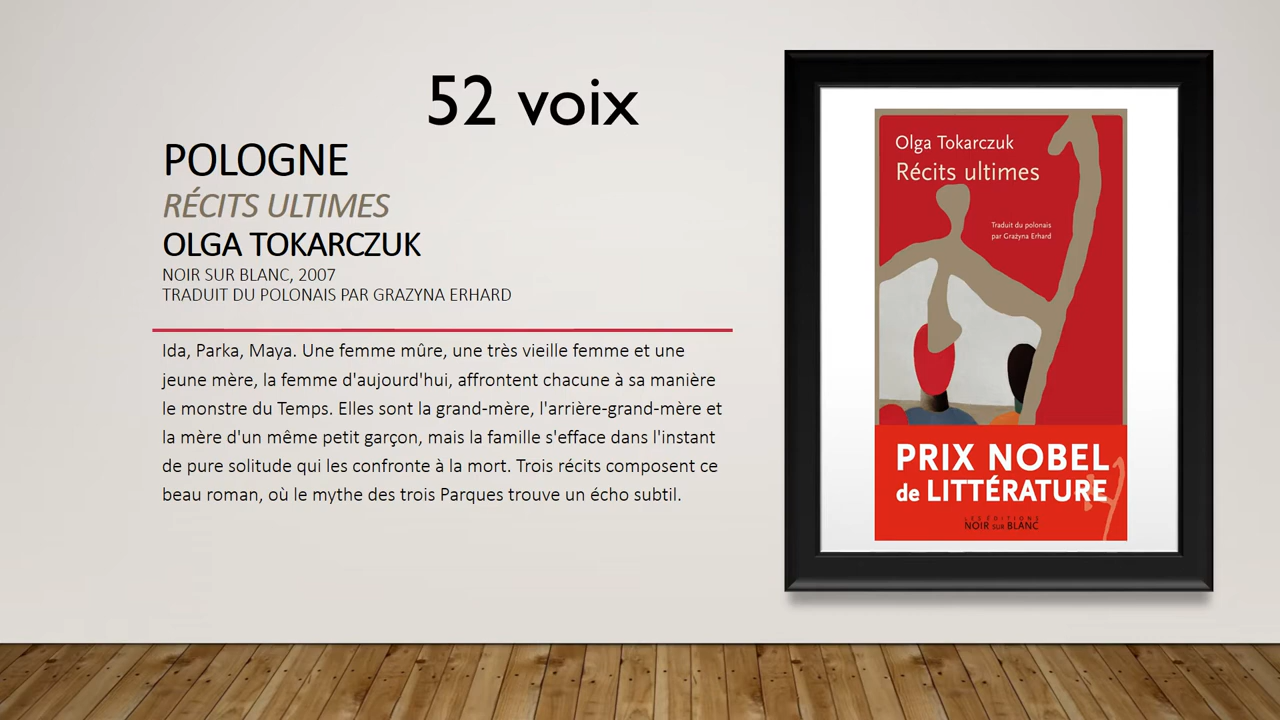 52 voix
POLOGNE
RÉCITS ULTIMES
OLGA TOKARCZUK
NOIR SUR BLANC, 2007
TRADUIT DU POLONAIS PAR GRAZYNA ERHARD
Ida, Parka, Maya. Une femme mûre, une très vieille femme et une
jeune mère, la femme d'aujourd'hui, affrontent chacune à sa manière
le monstre du Temps. Elles sont la grand-mère, l'arrière-grand-mère et
la mère d'un même petit garçon, mais la famille s'efface dans l'instant
de pure solitude qui les confronte à la mort. Trois récits composent ce
beau roman, où le mythe des trois Parques trouve un écho subtil.
Olga Tokarczuk
Récits ultimes
Traduit du polonais
par Grażyna Erhard
PRIX NOBEL
de LITTÉRATURE
LES ÉDITIONS
NOIR SUR BLANC